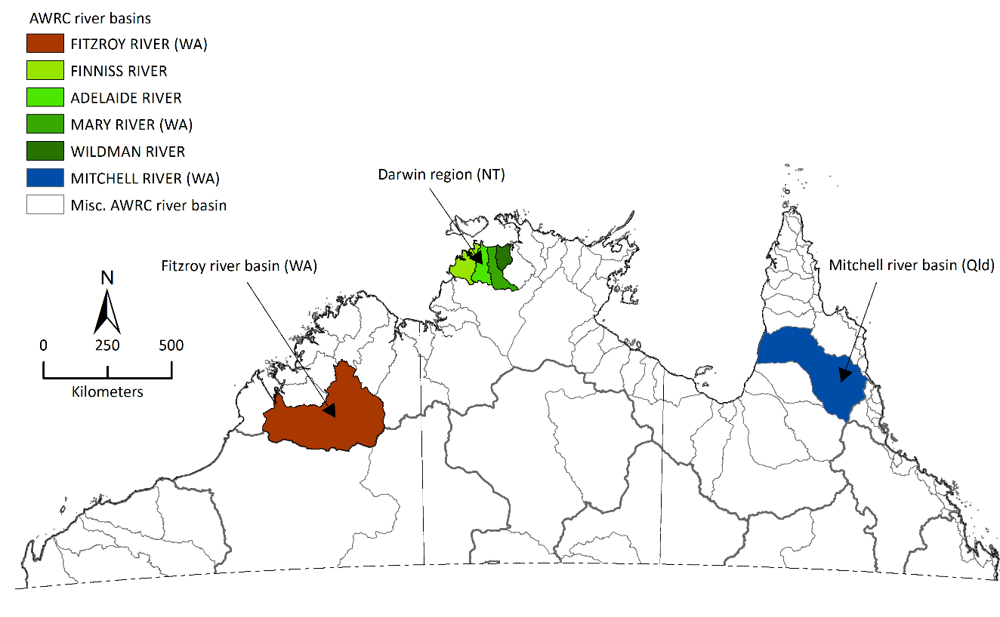 AWRC river basins
FITZROY RIVER (WA)
FINNISS RIVER
ADELAIDE RIVER
MARY RIVER (WA)
WILDMAN RIVER
MITCHELL RIVER (WA)
Misc. AWRC river basin
Darwin region (NT)
Fitzroy river basin (WA)
Mitchell river basin (Qld)
N
0 250 500
Kilometers